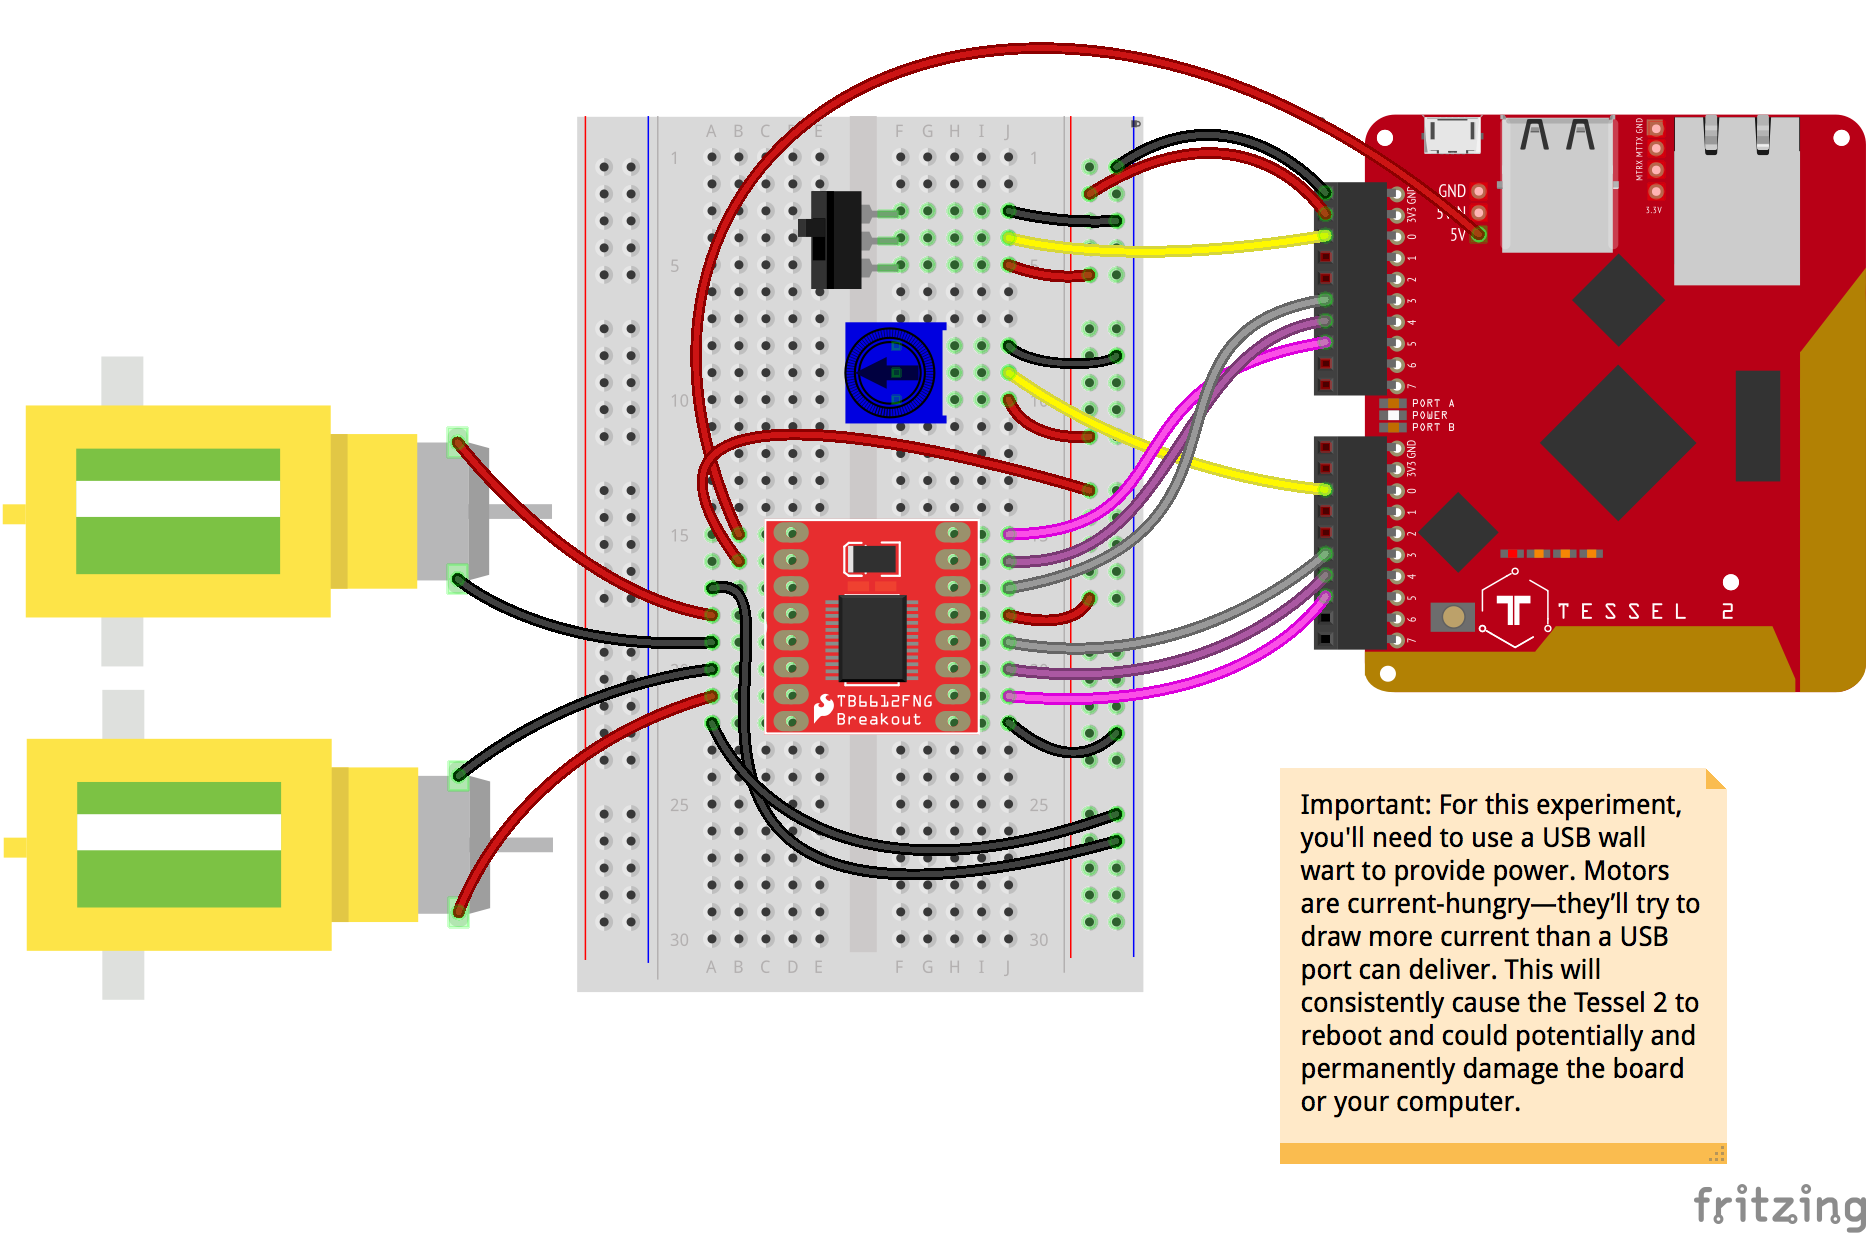 A B C D E F G H I J
1 1
5 5
10 10
15 15
20 20
25 25
30 30
A B C D E F G H I J
TB6612FNG
Breakout
GND
5V
MTRX MTTX GND
3.3V
GND
3V3
0
1
2
3
4
5
6
7
PORT A
POWER
PORT B
GND
3V3
0
1
2
3
4
5
6
7
TESSEL 2
Important: For this experiment,
you'll need to use a USB wall
wart to provide power. Motors
are current-hungry—they’ll try to
draw more current than a USB
port can deliver. This will
consistently cause the Tessel 2 to
reboot and could potentially and
permanently damage the board
or your computer.
fritzing